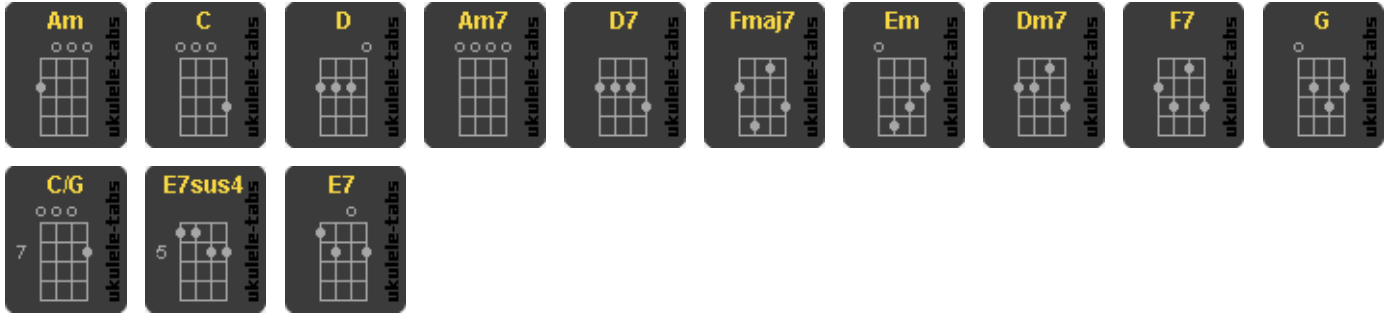 Am C D Am7 D7 Fmaj7 Em Dm7 F7 G
ukulele-tabs ukulele-tabs ukulele-tabs ukulele-tabs ukulele-tabs ukulele-tabs ukulele-tabs ukulele-tabs ukulele-tabs ukulele-tabs
C/G E7sus4 E7
7 5
ukulele-tabs ukulele-tabs ukulele-tabs